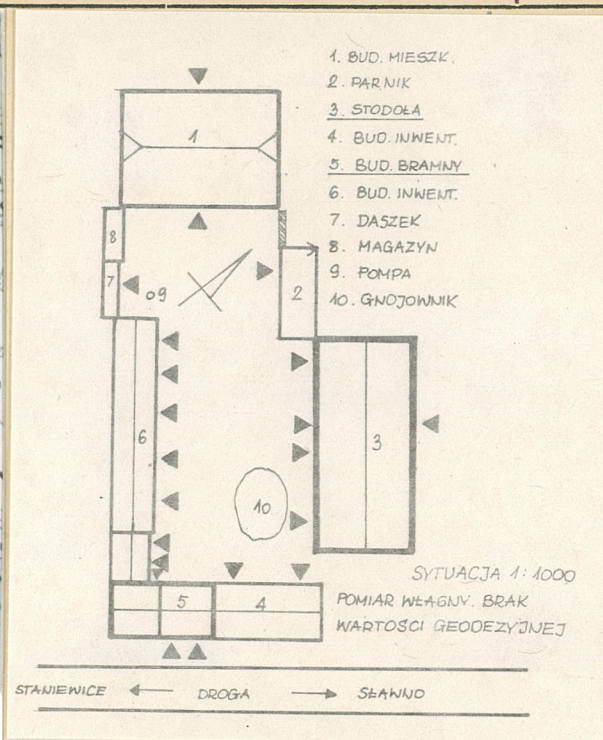 1. BUD. MIESZK.
2. PARNIK
3. STODOŁA
4. BUD. INWENT.
5. BUD. BRAMNY
6. BUD. INWENT.
7. DASZEK
8. MAGAZYN
9. POMPA
10. GNOJOWNIK
1
8
7
o9
2
6
3
10
5
4
SYTUACJA 1:1000
POMIAR WŁASNY. BRAK
WARTOŚCI GEODEZYJNEJ
STANIEWICE DROGA SŁAWNO